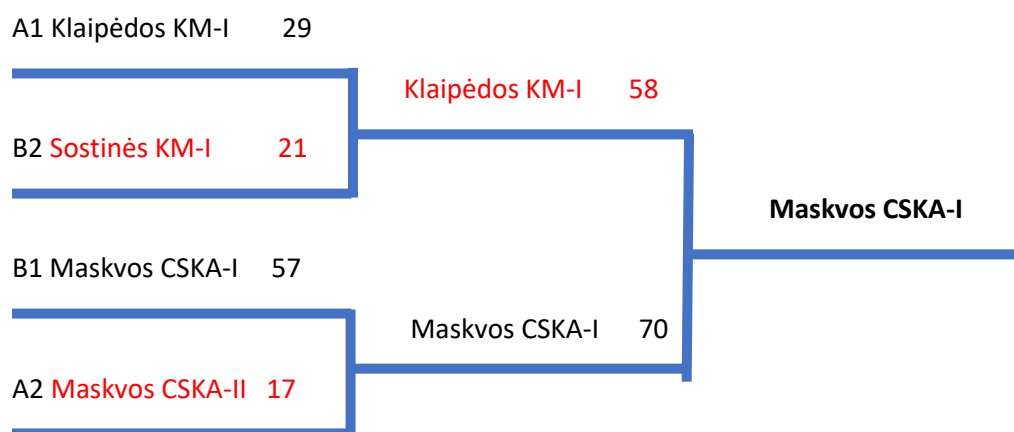 A1 Klaipėdos KM-I 29
Klaipėdos KM-I 58
B2 Sostinės KM-I 21
Maskvos CSKA-I
B1 Maskvos CSKA-I 57
Maskvos CSKA-I 70
A2 Maskvos CSKA-II 17